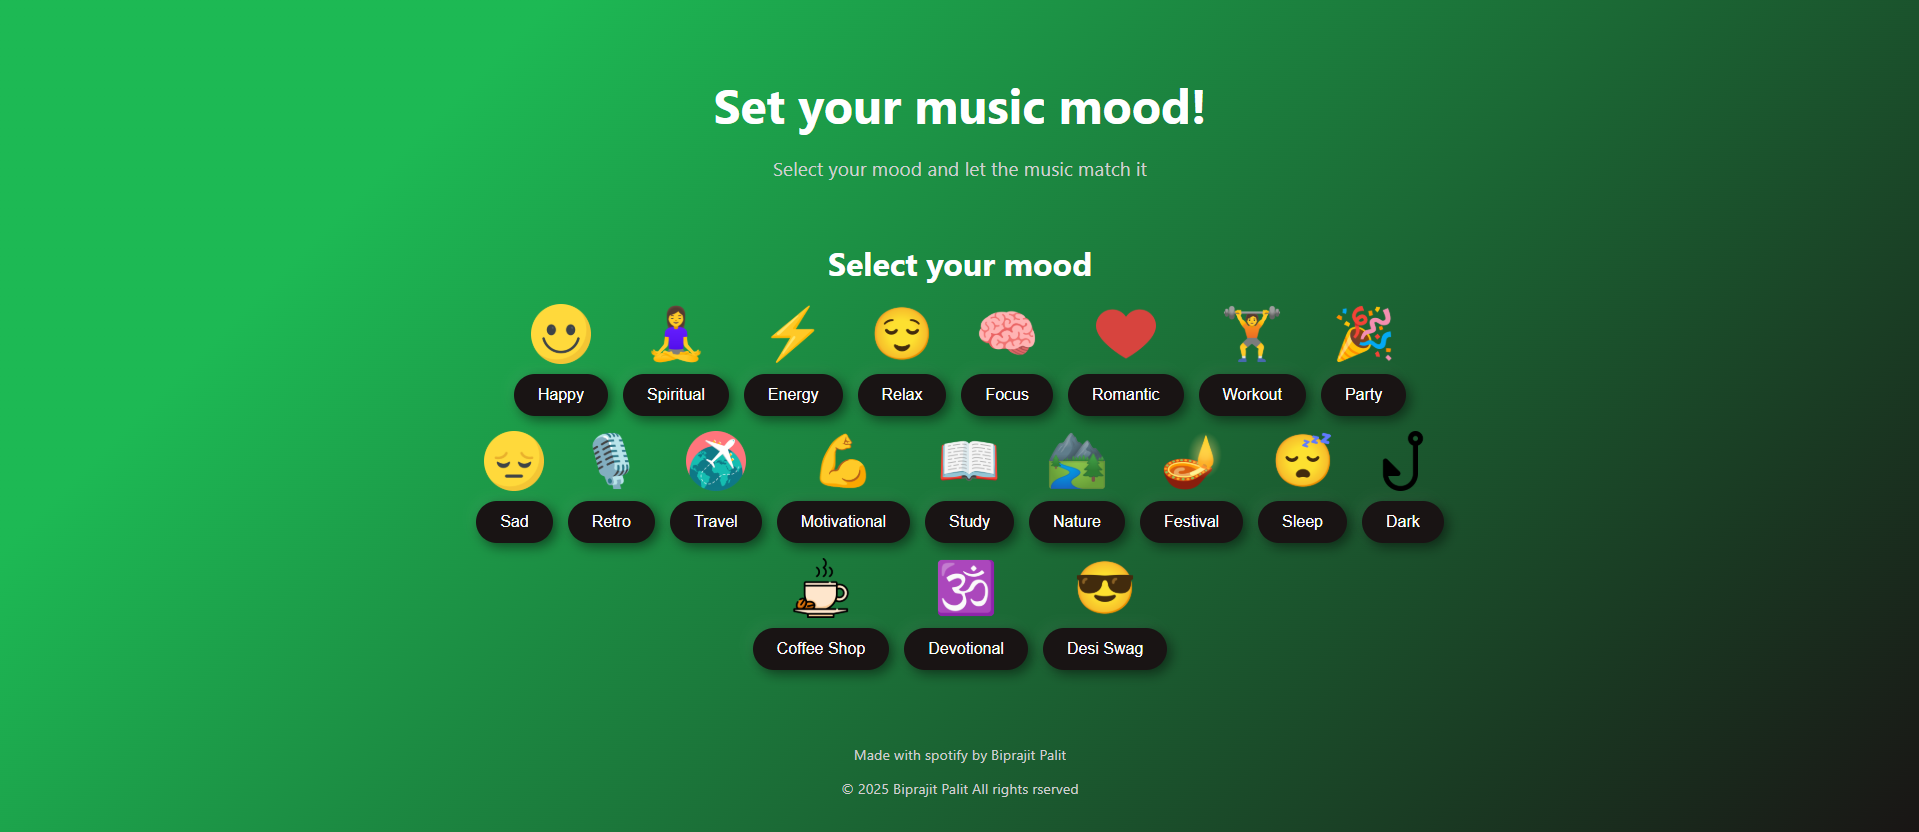 Set your music mood!
Select your mood and let the music match it
Select your mood
Happy Spiritual Energy Relax Focus Romantic Workout Party
Sad Retro Travel Motivational Study Nature Festival Sleep Dark
Coffee Shop Devotional Desi Swag
Made with spotify by Biprajit Palit
© 2025 Biprajit Palit All rights rserved